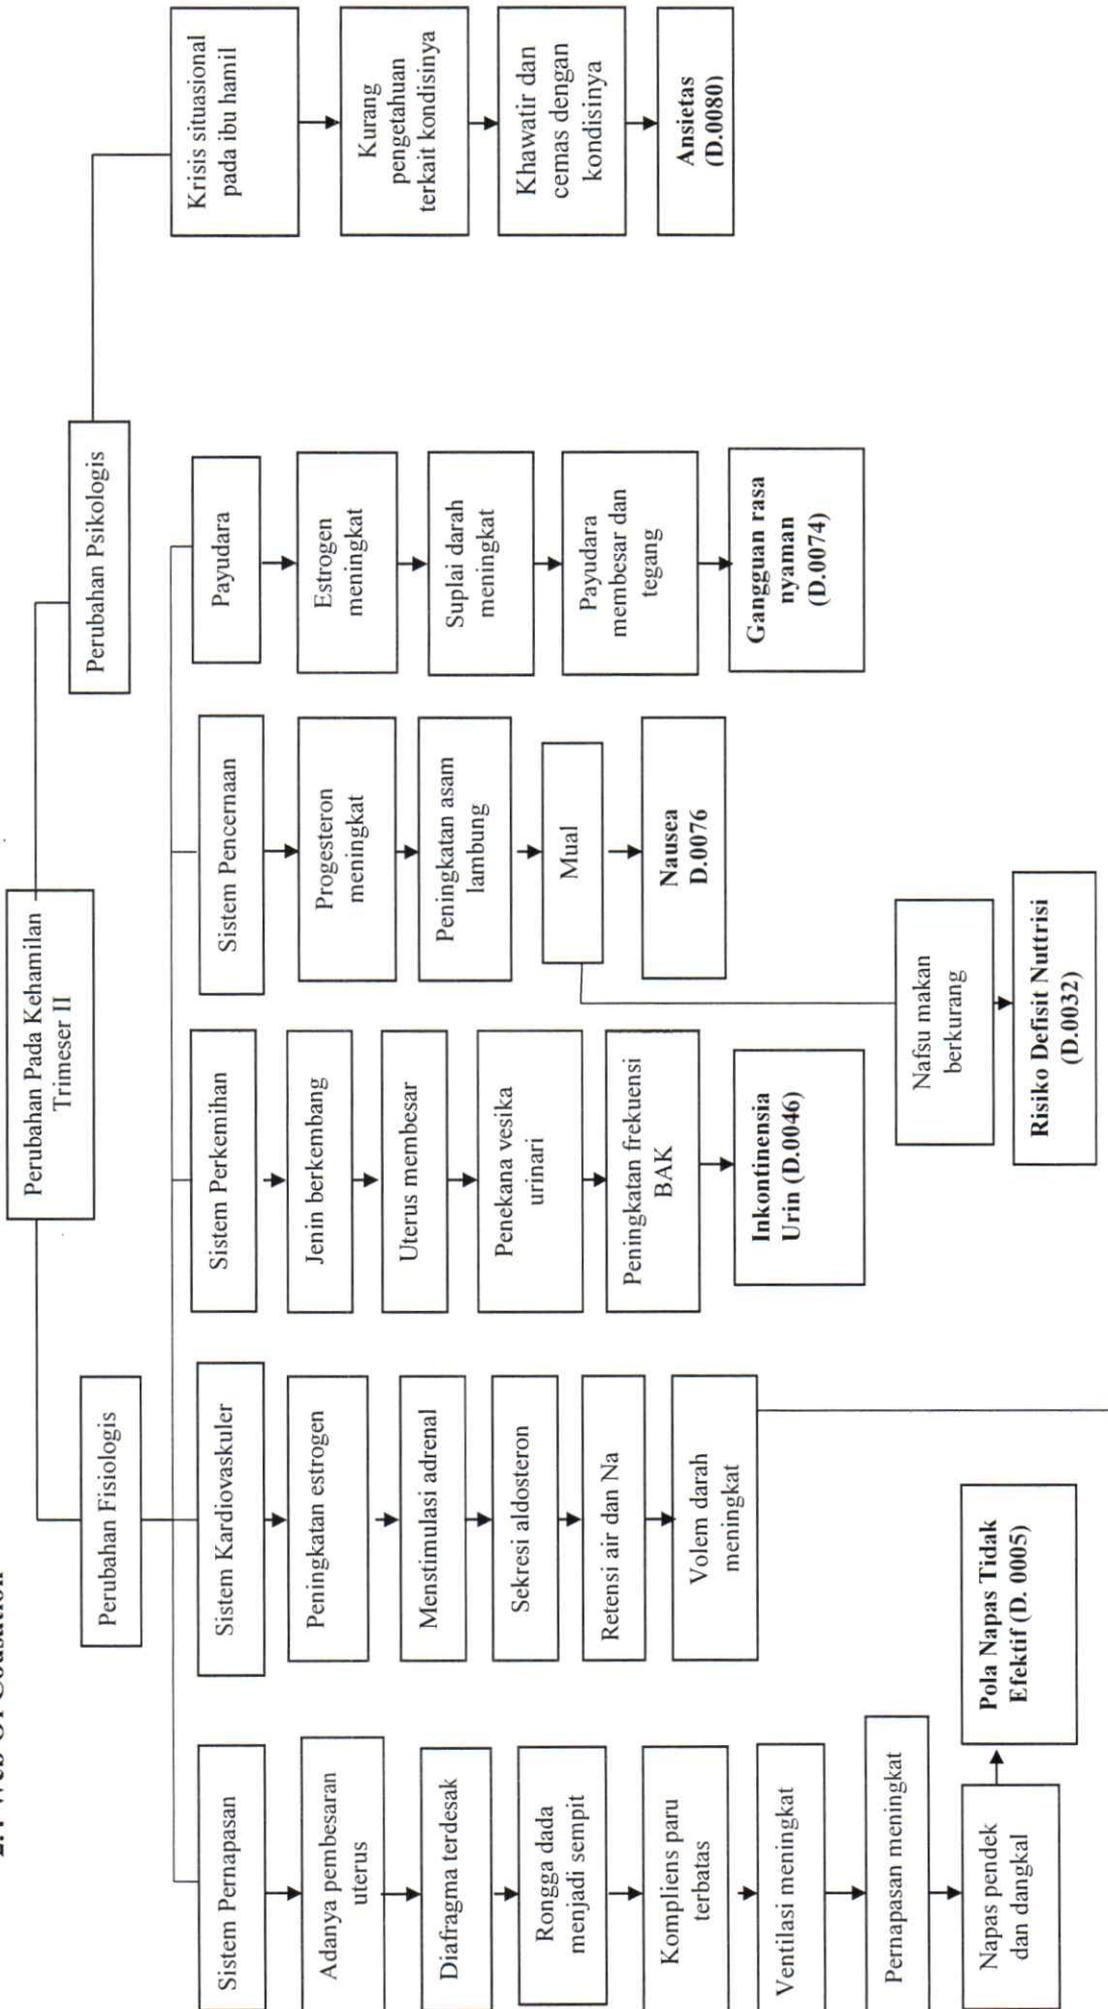 Perubahan Pada Kehamilan
Trimeser II
Perubahan Fisiologis
Perubahan Psikologis
Sistem Pernapasan
Adanya pembesaran
uterus
Diafragma terdesak
Rongga dada
menjadi sempit
Kompliens paru
terbatas
Ventilasi meningkat
Pernapasan meningkat
Napas pendek
dan dangkal
Pola Napas Tidak
Efektif (D. 0005)
Sistem Kardiovaskuler
Peningkatan estrogen
Menstimulasi adrenal
Sekresi aldosteron
Retensi air dan Na
Volem darah
meningkat
Sistem Perkemihan
Jenin berkembang
Uterus membesar
Penekana vesika
urinari
Peningkatan frekuensi
BAK
Inkontinensia
Urin (D.0046)
Sistem Pencernaan
Progesteron
meningkat
Peningkatan asam
lambung
Mual
Nausea
D.0076
Nafsu makan
berkurang
Risiko Defisit Nuttrisi
(D.0032)
Payudara
Estrogen
meningkat
Suplai darah
meningkat
Payudara
membesar dan
tegang
Gangguan rasa
nyaman
(D.0074)
Krisis situasional
pada ibu hamil
Kurang
pengetahuan
terkait kondisinya
Khawatir dan
cemas dengan
kondisinya
Ansietas
(D.0080)